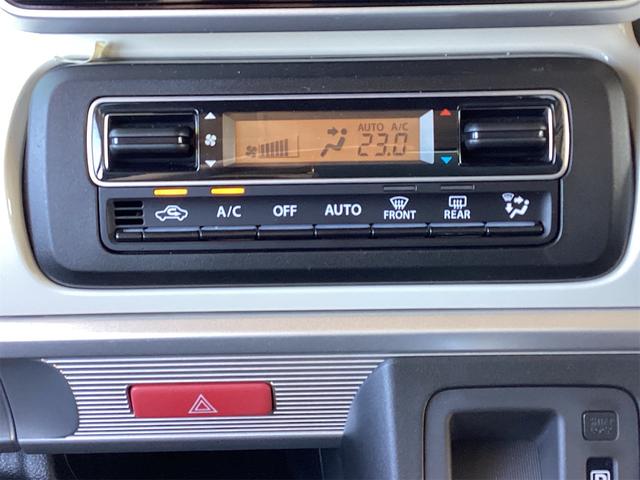 AUTO A/C
23.0
A/C OFF AUTO FRONT REAR
P